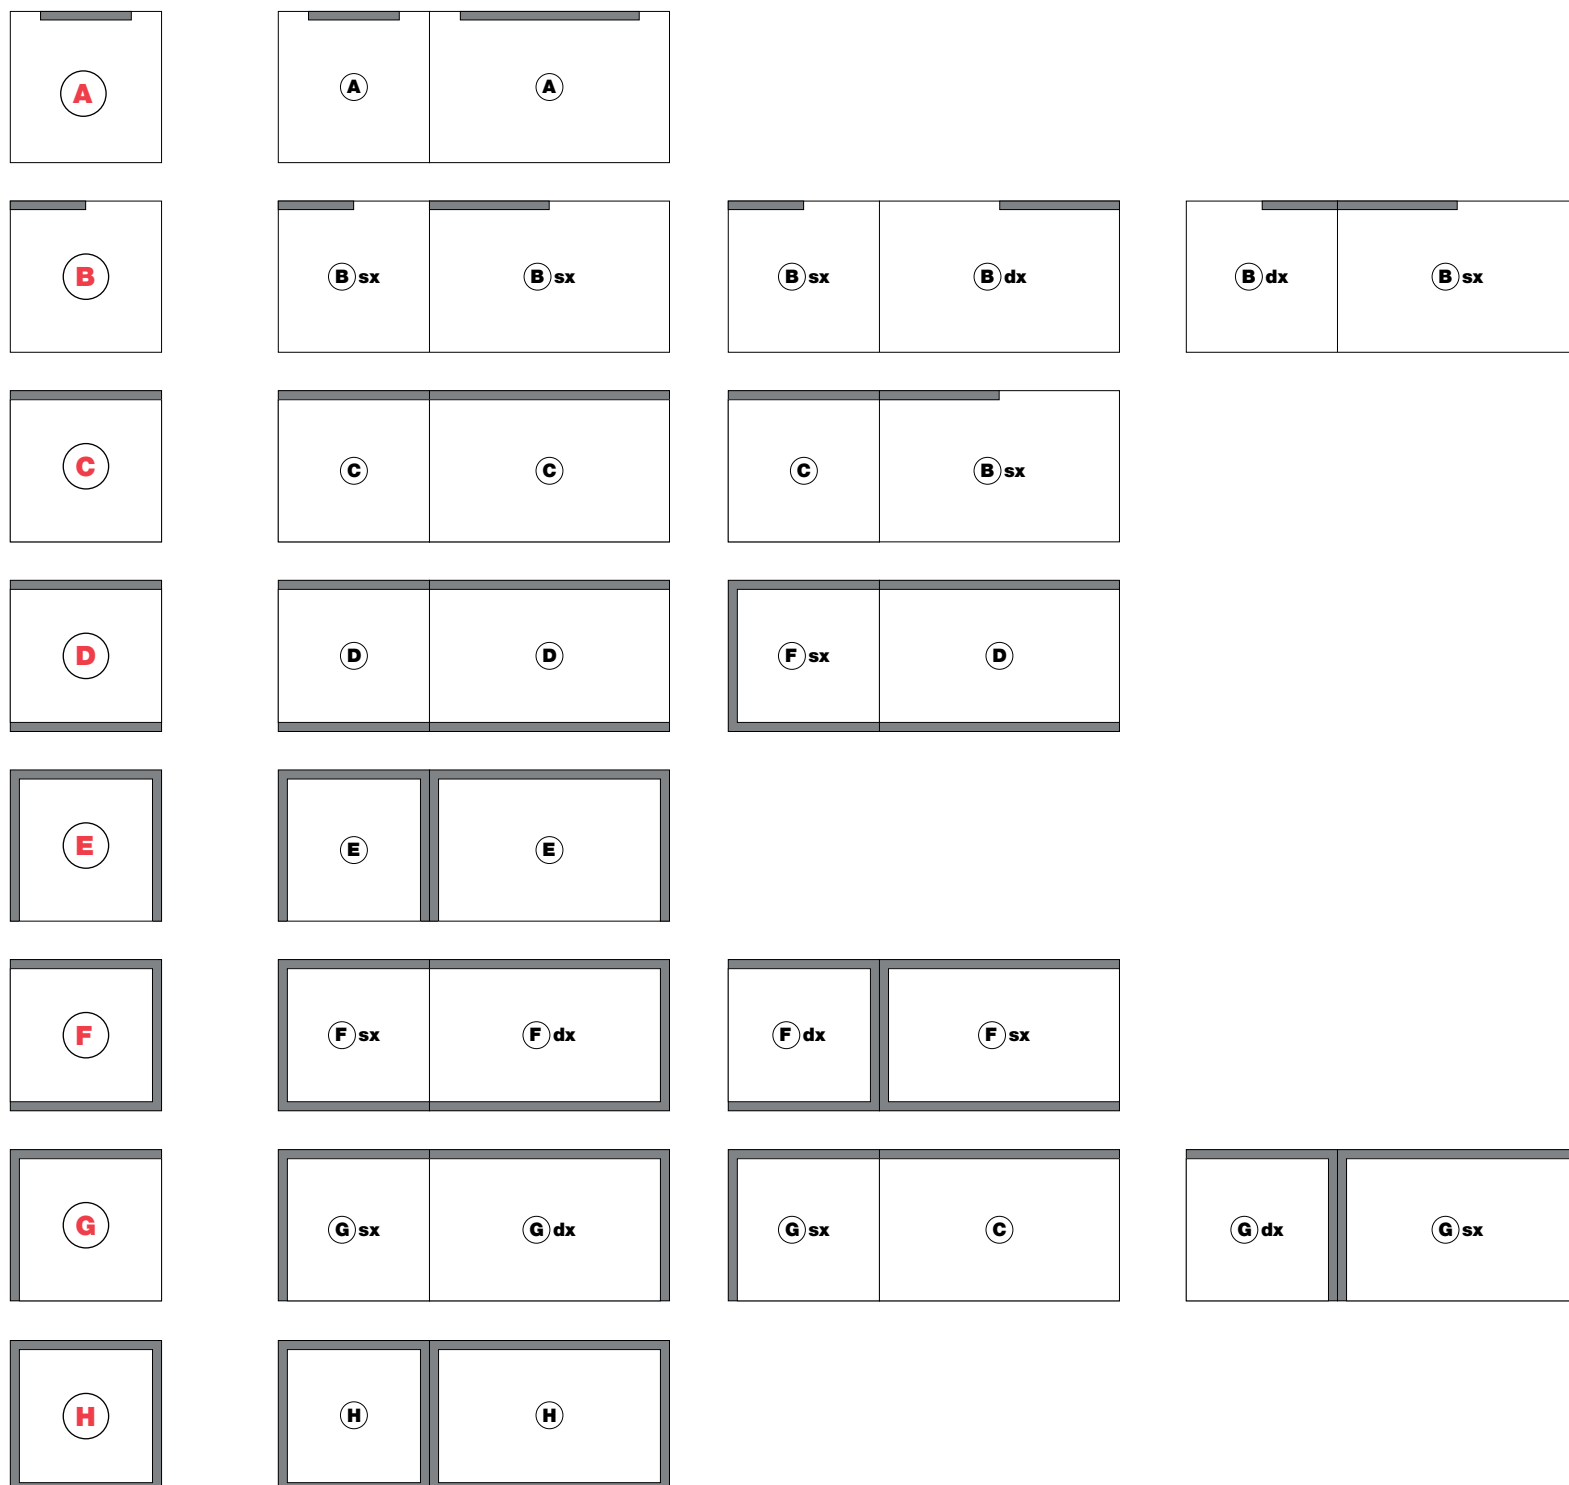 A A A
B B sx B sx B sx B dx B dx B sx
C C C C B sx
D D D F sx D
E E E
F F sx F dx F dx F sx
G G sx G dx G sx C G dx G sx
H H H